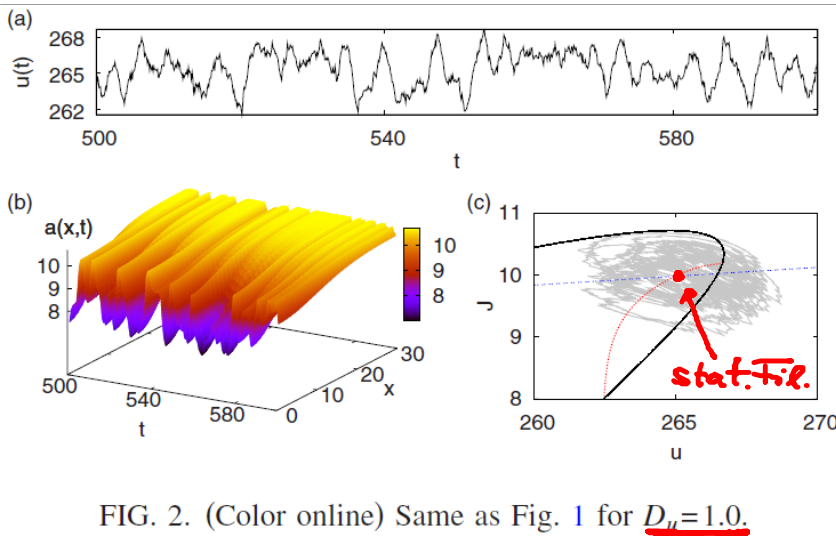 (a)
268
265
262
u(t)
500
540
580
t
(b)
a(x,t)
10
9
8
10
9
8
500
540
580
t
0
10
20
30
x
(c)
11
10
9
8
J
stat. Fil.
260
265
270
u
FIG. 2. (Color online) Same as Fig. 1 for D_u=1.0.